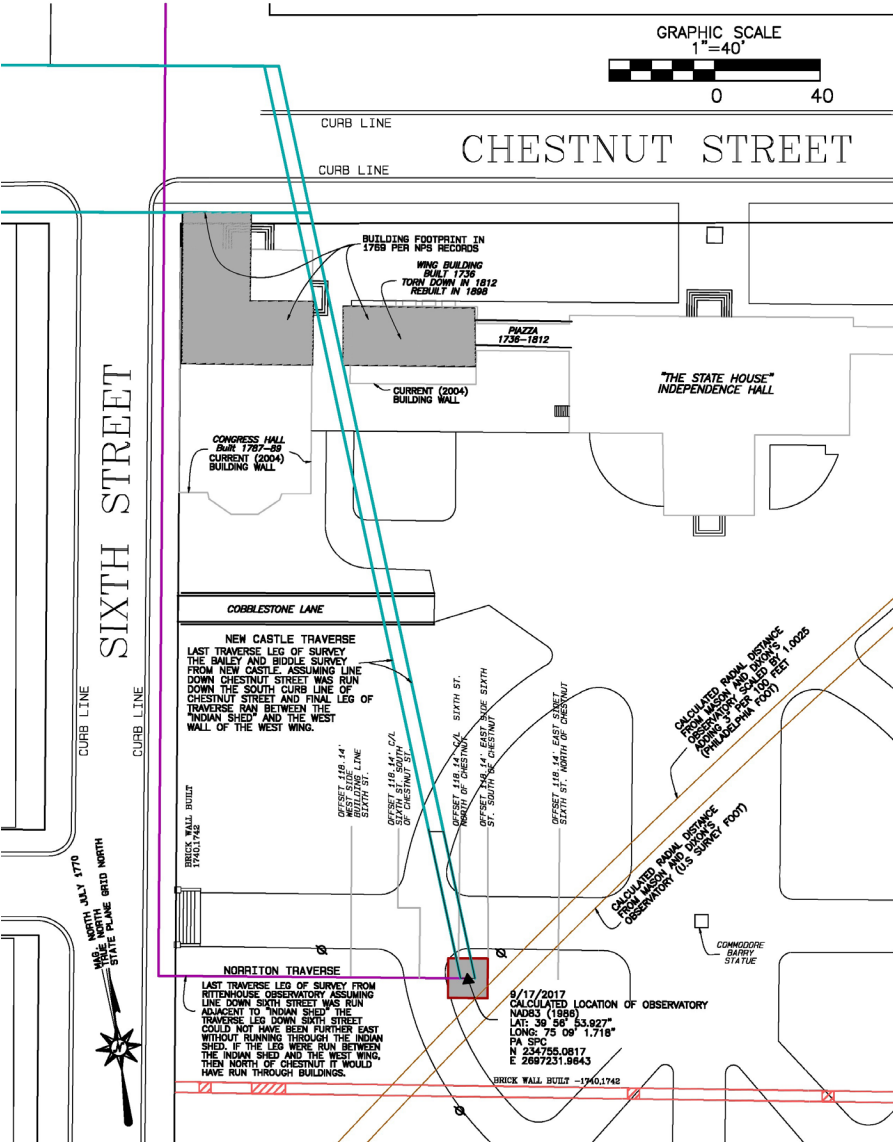 GRAPHIC SCALE
1"=40'
0 40
CURB LINE
CHESTNUT STREET
CURB LINE
BUILDING FOOTPRINT IN
1769 PER NPS RECORDS
WING BUILDING
BUILT 1736
TORN DOWN IN 1812
REBUILT IN 1898
PIAZZA
1736-1812
"THE STATE HOUSE"
INDEPENDENCE HALL
CURRENT (2004)
BUILDING WALL
CONGRESS HALL
Built 1787-89
CURRENT (2004)
BUILDING WALL
SIXTH STREET
COBBLESTONE LANE
NEW CASTLE TRAVERSE
LAST TRAVERSE LEG OF SURVEY
THE BAILEY AND BIDDLE SURVEY
FROM NEW CASTLE. ASSUMING LINE
DOWN CHESTNUT STREET WAS RUN
DOWN THE SOUTH CURB LINE OF
CHESTNUT STREET AND FINAL LEG OF
TRAVERSE RAN BETWEEN THE
"INDIAN SHED" AND THE WEST
WALL OF THE WEST WING.
CURB LINE
CURB LINE
CALCULATED RADIAL DISTANCE
FROM MASON AND DIXON'S
OBSERVATORY SCALED BY 1.0025
ADDING 3" PER 100 FEET
(PHILADELPHIA FOOT)
OFFSET 118.14'
WEST SIDE
BUILDING LINE
SIXTH ST.
OFFSET 118.14' C/L
SIXTH ST SOUTH
OF CHESTNUT ST.
OFFSET 118.14' C/L SIXTH ST.
NORTH OF CHESTNUT
OFFSET 118.14' EAST SIDE SIXTH
ST. SOUTH OF CHESTNUT
OFFSET 118.14' EAST SIDET
SIXTH ST. NORTH OF CHESTNUT
BRICK WALL BUILT
1740,1742
CALCULATED RADIAL DISTANCE
FROM MASON AND DIXON'S
OBSERVATORY (U.S SURVEY FOOT)
MAG. NORTH JULY 1770
TRUE NORTH
STATE PLANE GRID NORTH
N
COMMODORE
BARRY
STATUE
NORRITON TRAVERSE
LAST TRAVERSE LEG OF SURVEY FROM
RITTENHOUSE OBSERVATORY ASSUMING
LINE DOWN SIXTH STREET WAS RUN
ADJACENT TO "INDIAN SHED" THE
TRAVERSE LEG DOWN SIXTH STREET
COULD NOT HAVE BEEN FURTHER EAST
WITHOUT RUNNING THROUGH THE INDIAN
SHED. IF THE LEG WERE RUN BETWEEN
THE INDIAN SHED AND THE WEST WING,
THEN NORTH OF CHESTNUT IT WOULD
HAVE RUN THROUGH BUILDINGS.
9/17/2017
CALCULATED LOCATION OF OBSERVATORY
NAD83 (1986)
LAT: 39 56' 53.927"
LONG: 75 09' 1.718"
PA SPC
N 234755.0817
E 2697231.9643
BRICK WALL BUILT -1740,1742